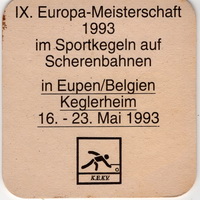 IX. Europa-Meisterschaft
1993
im Sportkegeln auf
Scherenbahnen
in Eupen/Belgien
Keglerheim
16. - 23. Mai 1993
K.E.K.V.